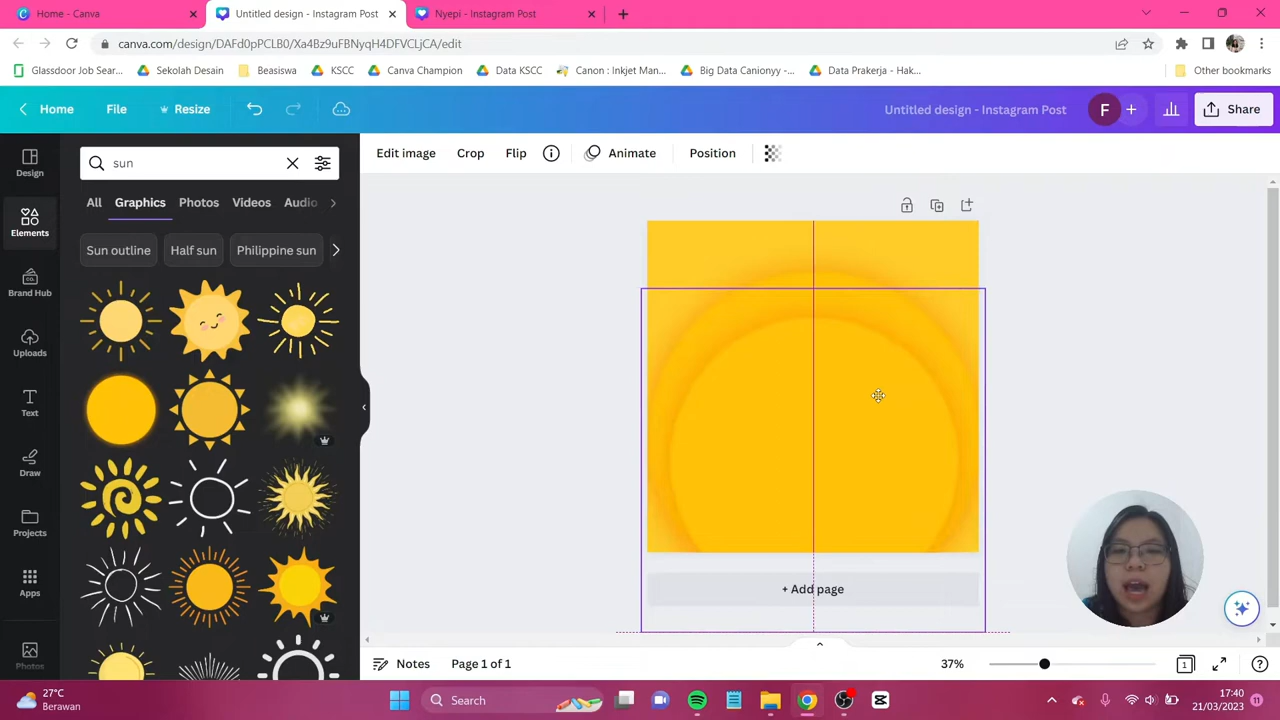 Home - Canva
Untitled design - Instagram Post
Nyepi - Instagram Post
canva.com/design/DAFd0pPCLB0/Xa4Bz9uFBNyqH4DFVCLjCA/edit
Glassdoor Job Sear...
Sekolah Desain
Beasiswa
KSCC
Canva Champion
Data KSCC
Canon : Inkjet Man...
Big Data Canionyy -...
Data Prakerja - Hak...
Other bookmarks
Home
File
Resize
Untitled design - Instagram Post
F
Share
Design
Elements
Brand Hub
Uploads
Text
Draw
Projects
Apps
Photos
sun
All
Graphics
Photos
Videos
Audio
Sun outline
Half sun
Philippine sun
Edit image
Crop
Flip
Animate
Position
+ Add page
Notes
Page 1 of 1
37%
1
27°C
Berawan
Search
17:40
21/03/2023
11